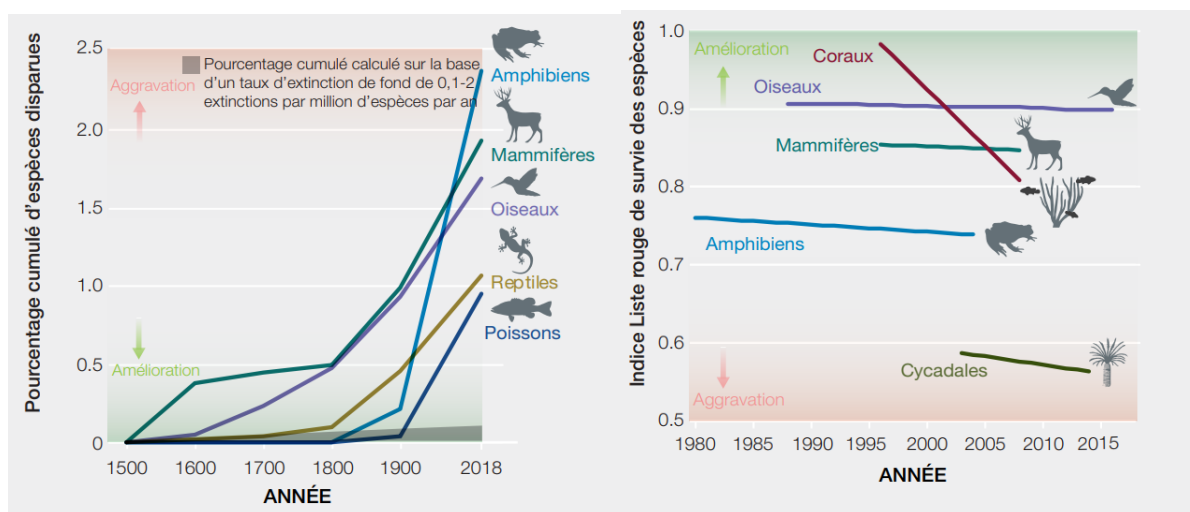 Pourcentage cumulé d'espèces disparues
2.5
2.0
1.5
1.0
0.5
0
Aggravation
Pourcentage cumulé calculé sur la base
d'un taux d'extinction de fond de 0,1-2
extinctions par million d'espèces par an
Amélioration
Amphibiens
Mammifères
Oiseaux
Reptiles
Poissons
1500
1600
1700
1800
1900
2018
ANNÉE
Indice Liste rouge de survie des espèces
1.0
0.9
0.8
0.7
0.6
0.5
Amélioration
Coraux
Oiseaux
Mammifères
Amphibiens
Cycadales
Aggravation
1980
1985
1990
1995
2000
2005
2010
2015
ANNÉE